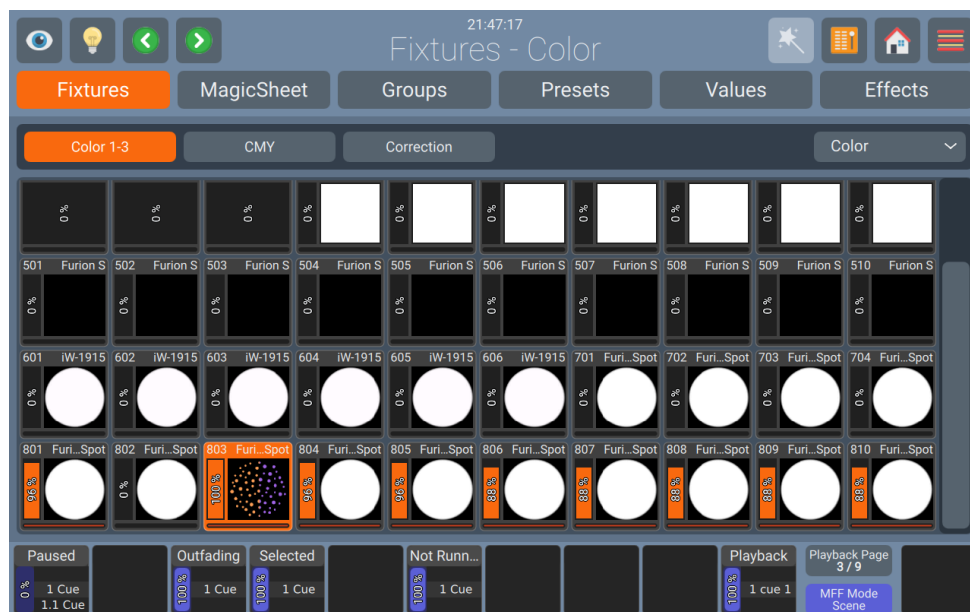 21:47:17
Fixtures - Color
Fixtures MagicSheet Groups Presets Values Effects
Color 1-3 CMY Correction Color
0 % 0 % 0 % 0 % 0 % 0 % 0 % 0 % 0 % 0 %
501 Furion S 502 Furion S 503 Furion S 504 Furion S 505 Furion S 506 Furion S 507 Furion S 508 Furion S 509 Furion S 510 Furion S
0 % 0 % 0 % 0 % 0 % 0 % 0 % 0 % 0 % 0 %
601 iW-1915 602 iW-1915 603 iW-1915 604 iW-1915 605 iW-1915 606 iW-1915 701 Furi...Spot 702 Furi...Spot 703 Furi...Spot 704 Furi...Spot
0 % 0 % 0 % 0 % 0 % 0 % 0 % 0 % 0 % 0 %
801 Furi...Spot 802 Furi...Spot 803 Furi...Spot 804 Furi...Spot 805 Furi...Spot 806 Furi...Spot 807 Furi...Spot 808 Furi...Spot 809 Furi...Spot 810 Furi...Spot
96 % 0 % 100 % 96 % 96 % 88 % 88 % 88 % 88 % 88 %
Paused Outfading Selected Not Runn... Playback Playback Page
3 / 9
0 % 1 Cue 100 % 1 Cue 100 % 1 Cue 100 % 1 Cue 100 % 1 cue 1 MFF Mode
1.1 Cue Scene